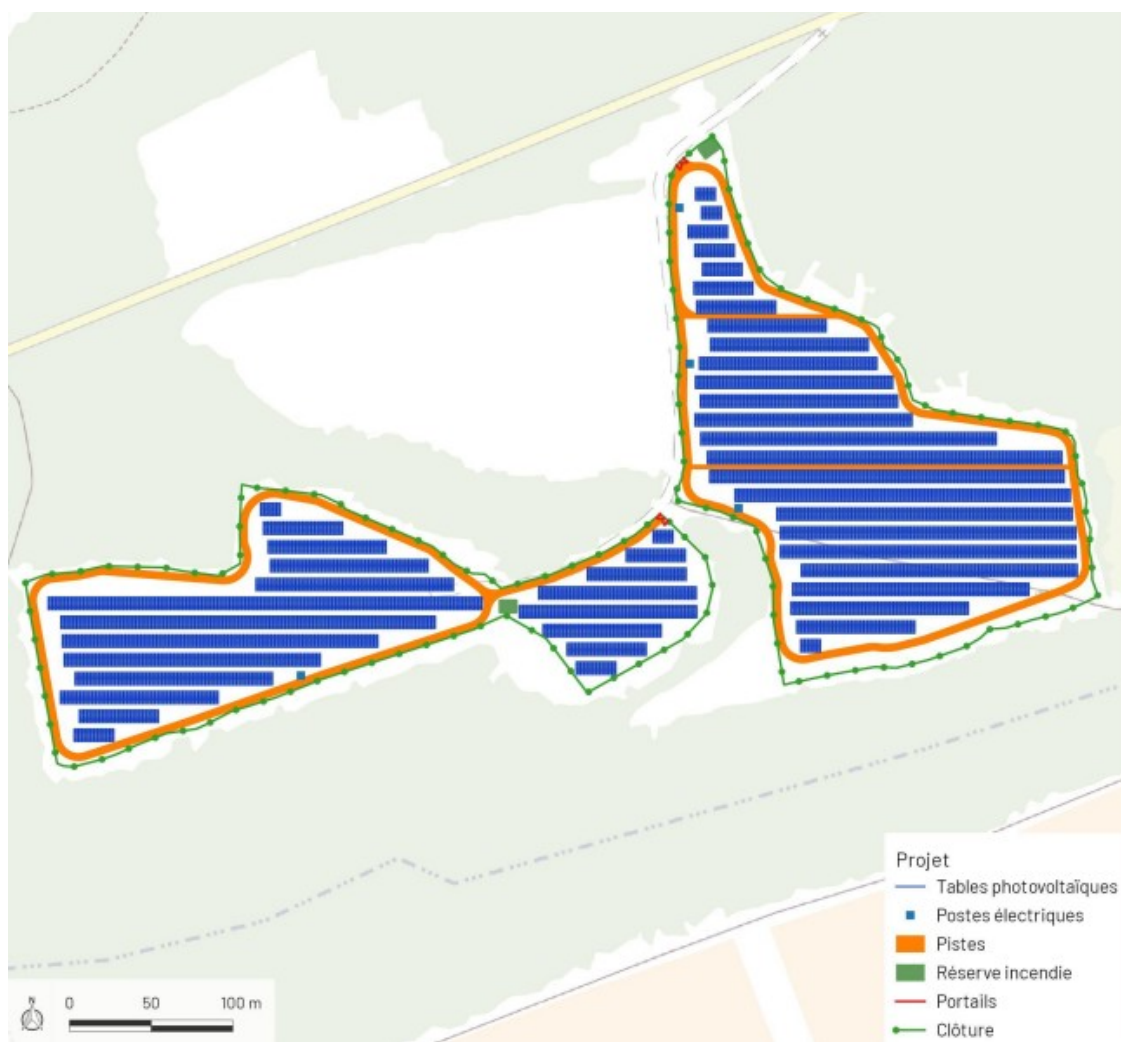 Projet
Tables photovoltaïques
Postes électriques
Pistes
Réserve incendie
Portails
Clôture
N
0 50 100 m